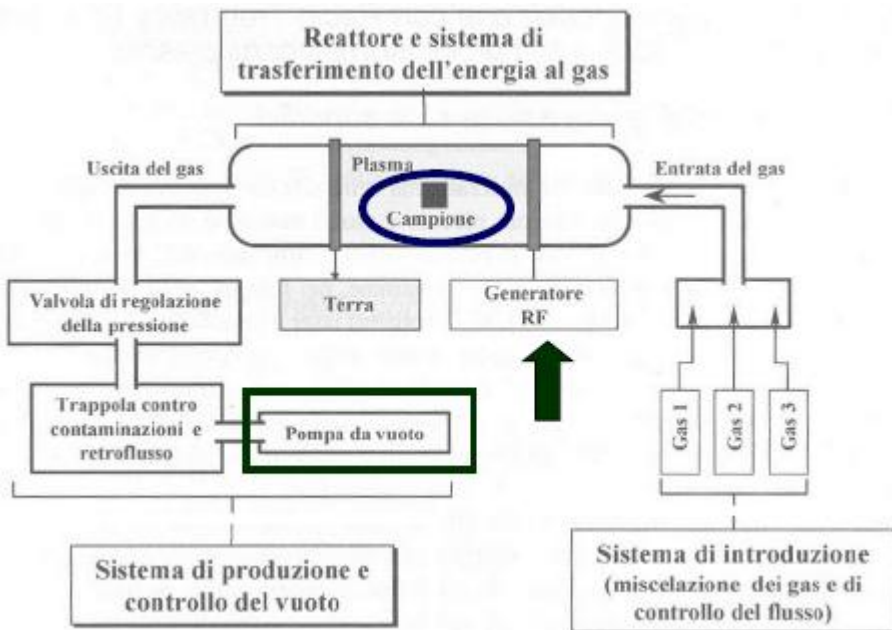 Reattore e sistema di
trasferimento dell'energia al gas
Uscita del gas
Plasma
Entrata del gas
Campione
Valvola di regolazione
della pressione
Terra
Generatore
RF
Trappola contro
contaminazioni e
retroflusso
Pompa da vuoto
Gas 1
Gas 2
Gas 3
Sistema di produzione e
controllo del vuoto
Sistema di introduzione
(miscelazione dei gas e di
controllo del flusso)